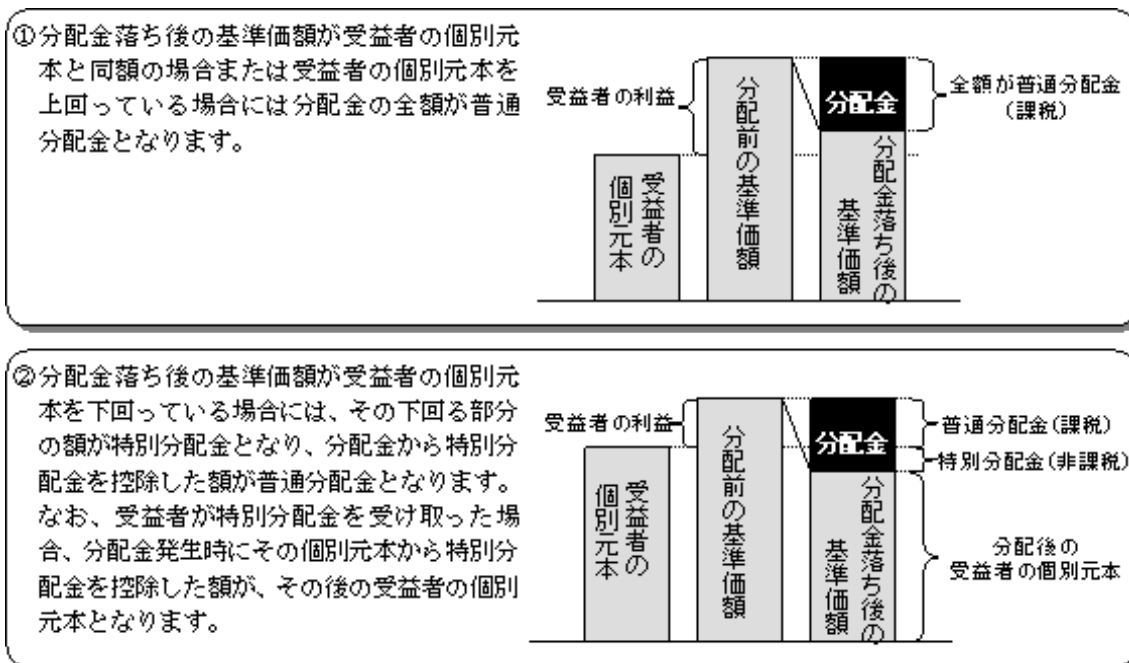 ①分配金落ち後の基準価額が受益者の個別元
本と同額の場合または受益者の個別元本を
上回っている場合には分配金の全額が普通
分配金となります。
受益者の利益
受益者の
個別元本
分配前の基準価額
分配金
分配金落ち後の
基準価額
全額が普通分配金
(課税)
②分配金落ち後の基準価額が受益者の個別元
本を下回っている場合には、その下回る部分
の額が特別分配金となり、分配金から特別分
配金を控除した額が普通分配金となります。
なお、受益者が特別分配金を受け取った場
合、分配金発生時にその個別元本から特別分
配金を控除した額が、その後の受益者の個別
元本となります。
受益者の利益
受益者の
個別元本
分配前の基準価額
分配金
分配金落ち後の
基準価額
普通分配金(課税)
特別分配金(非課税)
分配後の
受益者の個別元本